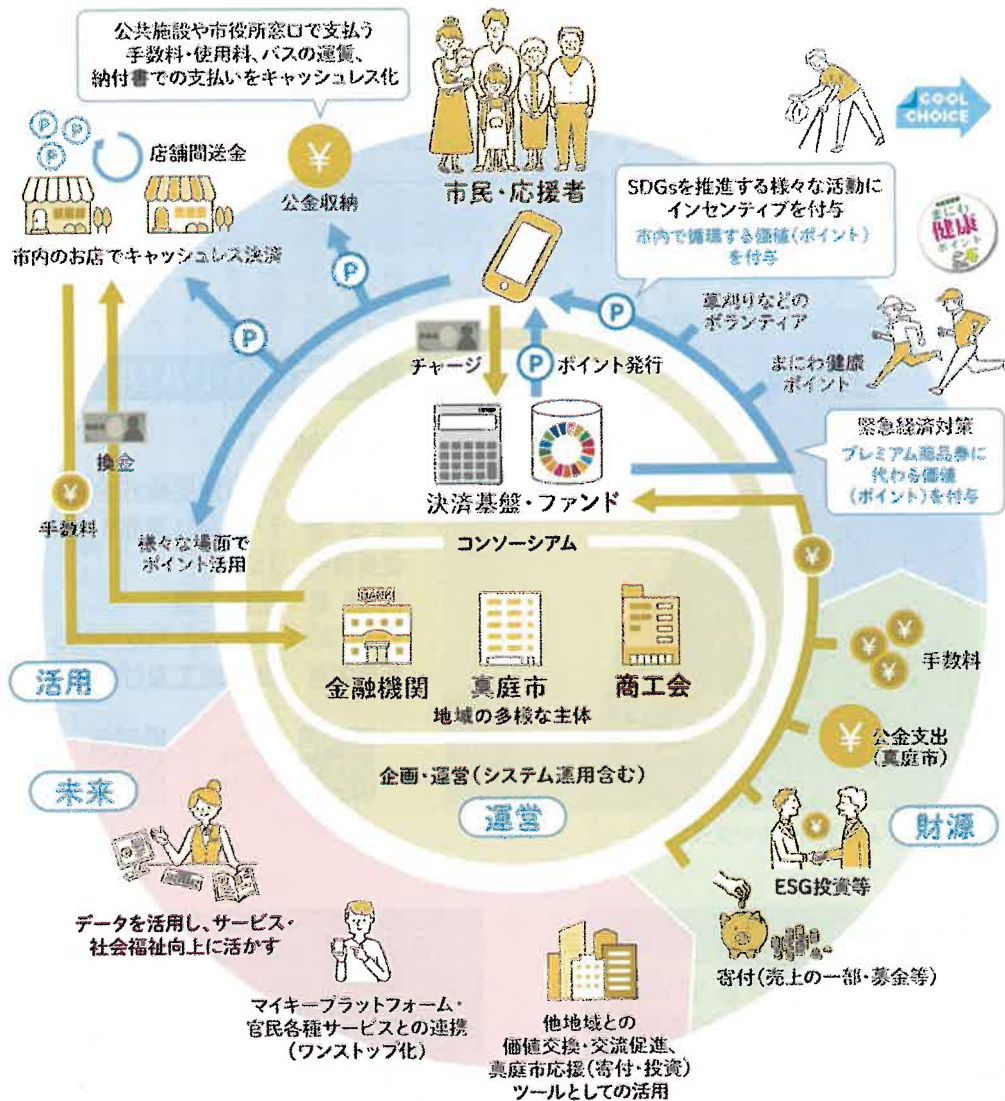 公共施設や市役所窓口で支払う
手数料・使用料、バスの運賃、
納付書での支払いをキャッシュレス化
COOL
CHOICE
P
P
P
店舗間送金
¥
公金収納
市民・応援者
SDGsを推進する様々な活動に
インセンティブを付与
市内で循環する価値(ポイント)
を付与
まにわ
健康
ポイント
市内のお店でキャッシュレス決済
P
P
P
草刈りなどの
ボランティア
チャージ
P
ポイント発行
まにわ健康
ポイント
緊急経済対策
プレミアム商品券に
代わる価値
(ポイント)を付与
換金
¥
手数料
決済基盤・ファンド
様々な場面で
ポイント活用
コンソーシアム
¥
BANK
金融機関
真庭市
商工会
地域の多様な主体
¥
¥
¥
手数料
活用
¥
公金支出
(真庭市)
企画・運営(システム運用含む)
運営
未来
財源
¥
ESG投資等
データを活用し、サービス・
社会福祉向上に活かす
寄付(売上の一部・募金等)
マイキープラットフォーム・
官民各種サービスとの連携
(ワンストップ化)
他地域との
価値交換・交流促進、
真庭市応援(寄付・投資)
ツールとしての活用